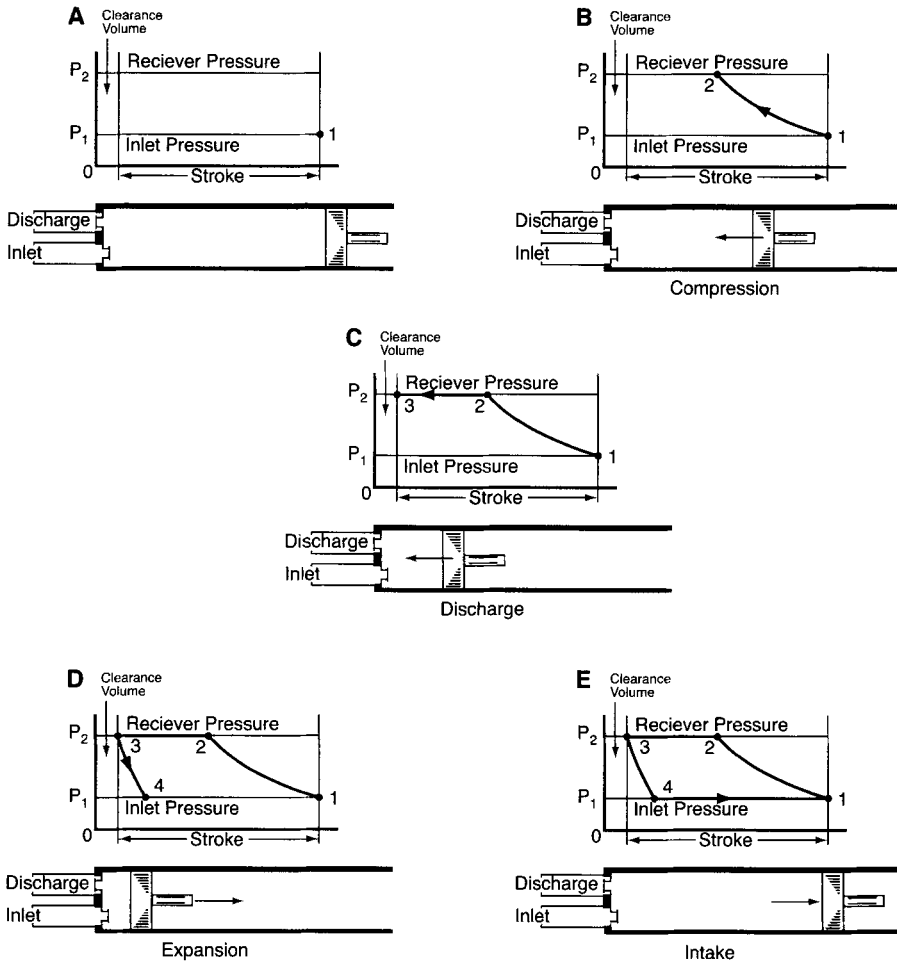 A
Clearance
Volume
P2
Reciever Pressure
P1
1
Inlet Pressure
0
Stroke
Discharge
Inlet
B
Clearance
Volume
P2
Reciever Pressure
2
P1
1
Inlet Pressure
0
Stroke
Discharge
Inlet
Compression
C
Clearance
Volume
P2
Reciever Pressure
3
2
P1
1
Inlet Pressure
0
Stroke
Discharge
Inlet
Discharge
D
Clearance
Volume
P2
Reciever Pressure
3
2
4
P1
1
Inlet Pressure
0
Stroke
Discharge
Inlet
Expansion
E
Clearance
Volume
P2
Reciever Pressure
3
2
4
P1
1
Inlet Pressure
0
Stroke
Discharge
Inlet
Intake